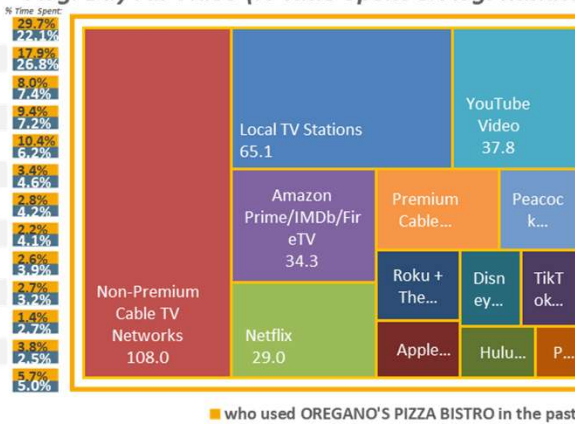 % Time Spent:
29.7%
22.1%
17.9%
26.8%
8.0%
7.4%
9.4%
7.2%
10.4%
6.2%
3.4%
4.6%
2.8%
4.2%
2.2%
4.1%
2.6%
3.9%
2.7%
3.2%
1.4%
2.7%
3.8%
2.5%
5.7%
5.0%
Non-Premium
Cable TV
Networks
108.0
Local TV Stations
65.1
YouTube
Video
37.8
Amazon
Prime/IMDb/Fir
eTV
34.3
Premium
Cable...
Peacoc
k...
Netflix
29.0
Roku +
The...
Disn
ey...
TikT
ok...
Apple...
Hulu...
P...
who used OREGANO'S PIZZA BISTRO in the past